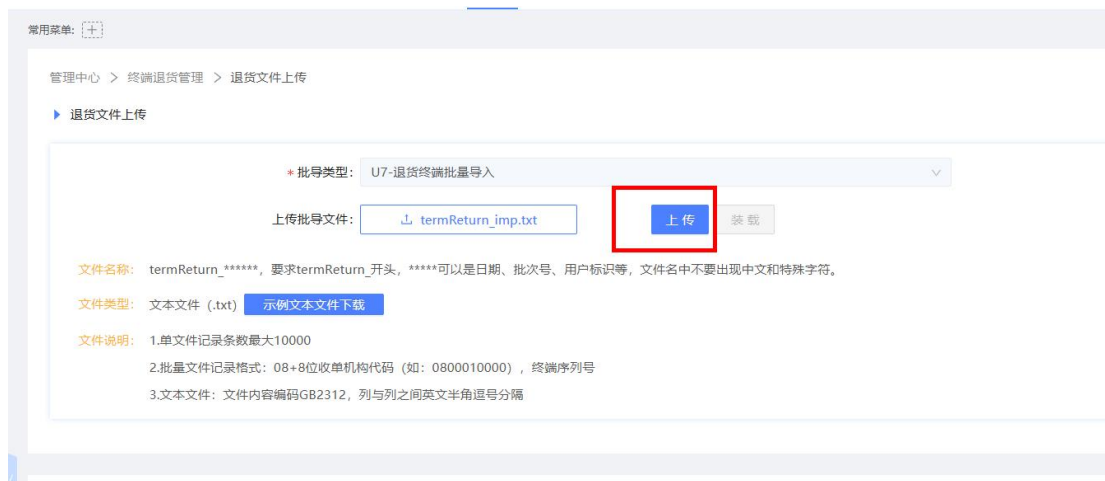 常用菜单:
管理中心 > 终端退货管理 > 退货文件上传
退货文件上传
*批导类型: U7-退货终端批量导入
上传批导文件: termReturn_imp.txt 上传 装载
文件名称: termReturn_******，要求termReturn_开头，*****可以是日期、批次号、用户标识等，文件名中不要出现中文和特殊字符。
文件类型: 文本文件 (.txt) 示例文本文件下载
文件说明: 1.单文件记录条数最大10000
2.批量文件记录格式：08+8位收单机构代码（如：0800010000），终端序列号
3.文本文件：文件内容编码GB2312，列与列之间英文半角逗号分隔